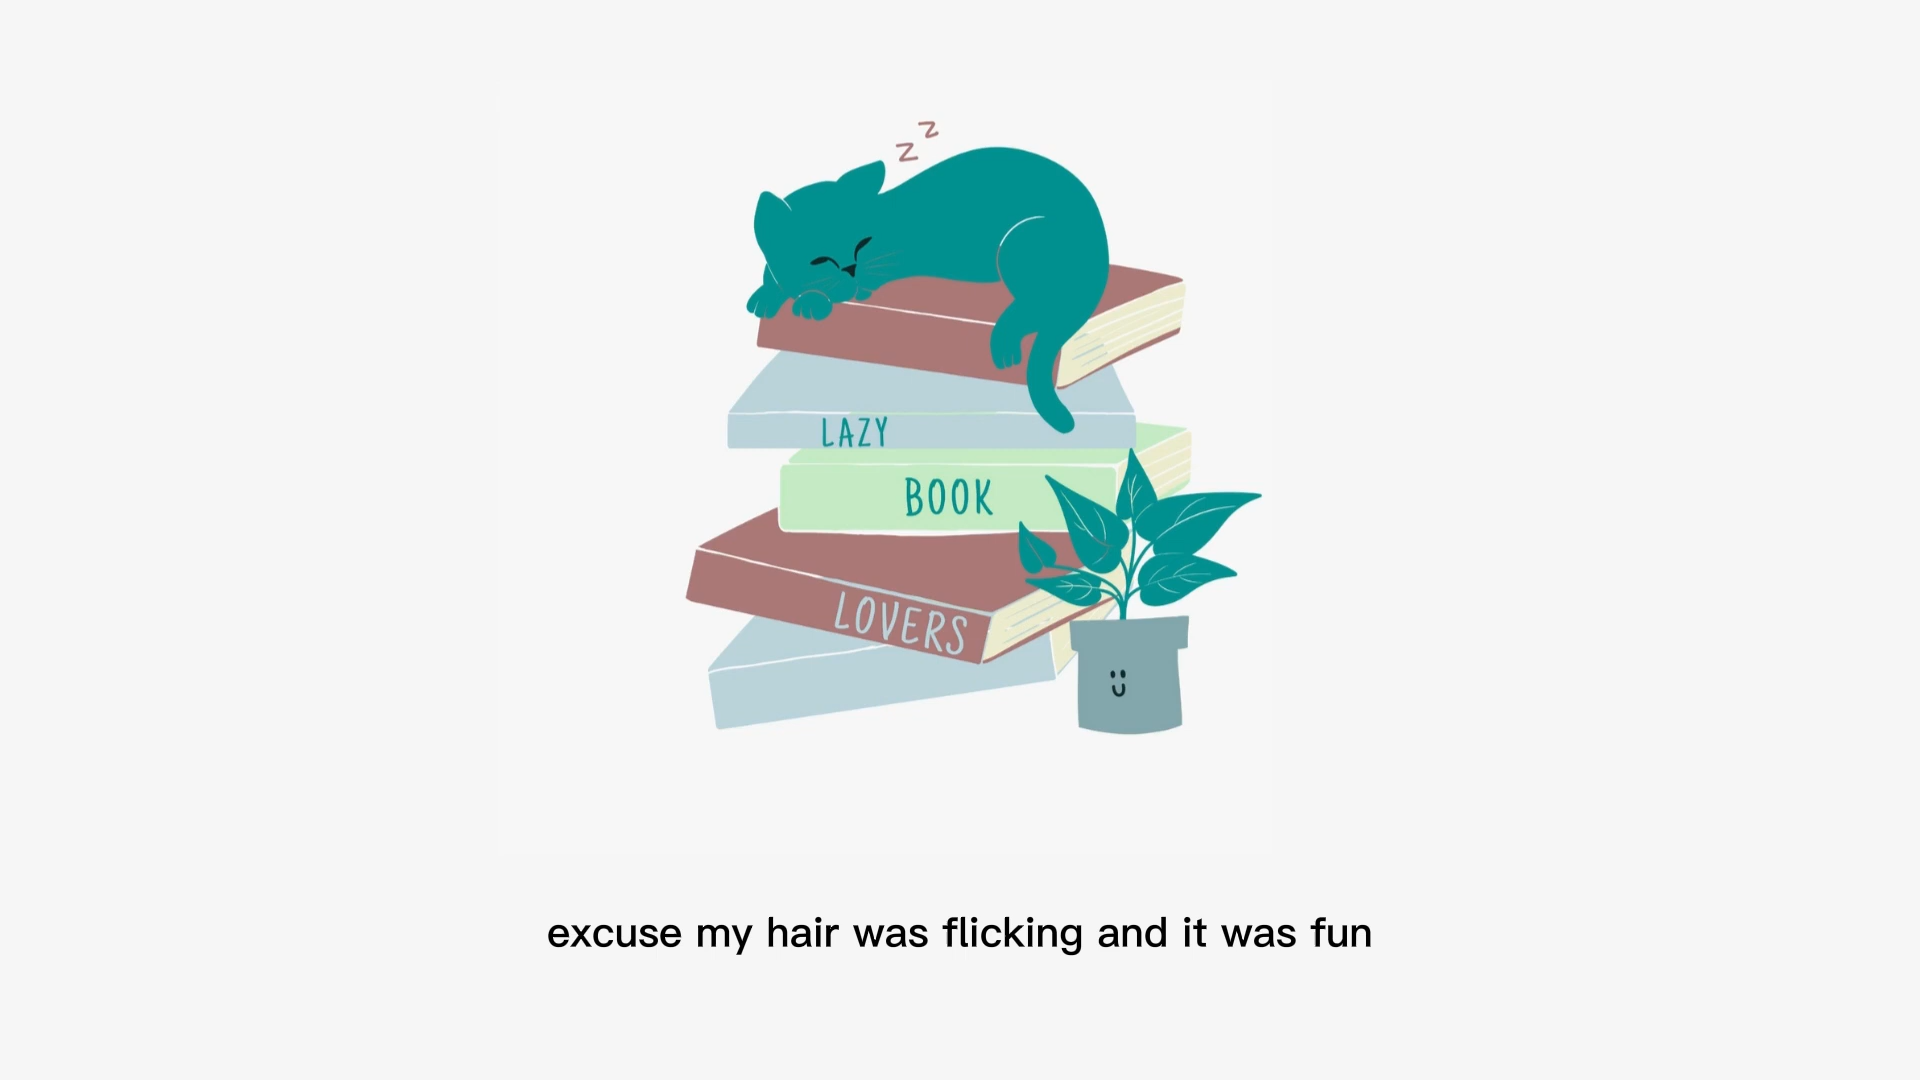 z
z
LAZY
BOOK
LOVERS
excuse my hair was flicking and it was fun